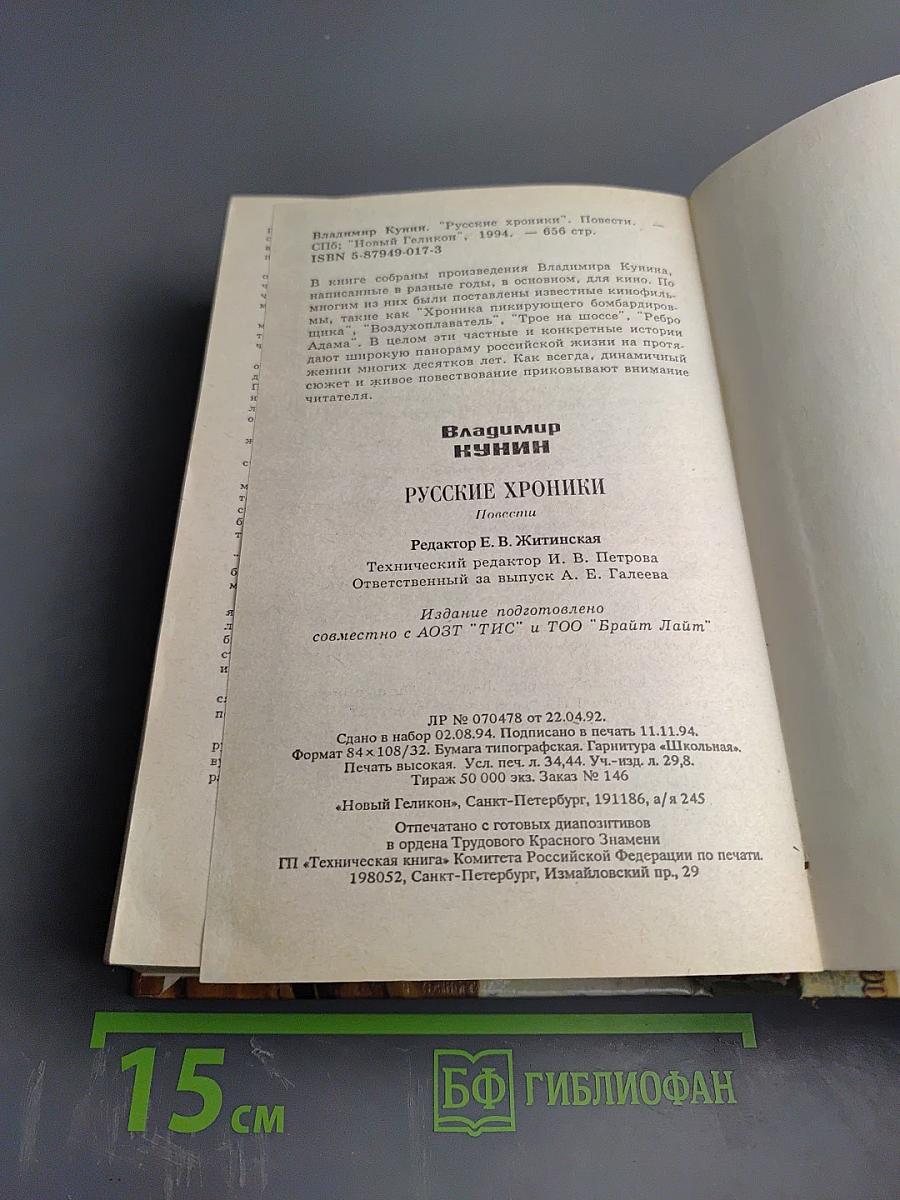 Владимир Кунин. "Русские хроники". Повести. —
СПб; "Новый Геликон", 1994. — 656 стр.
ISBN 5-87949-017-3
В книге собраны произведения Владимира Кунина,
написанные в разные годы, в основном, для кино. По
многим из них были поставлены известные кинофиль-
мы, такие как "Хроника пикирующего бомбардиров-
щика", "Воздухоплаватель", "Трое на шоссе", "Ребро
Адама". В целом эти частные и конкретные истории
дают широкую панораму российской жизни на протя-
жении многих десятков лет. Как всегда, динамичный
сюжет и живое повествование приковывают внимание
читателя.
Владимир
КУНИН
РУССКИЕ ХРОНИКИ
Повести
Редактор Е. В. Житинская
Технический редактор И. В. Петрова
Ответственный за выпуск А. Е. Галеева
Издание подготовлено
совместно с АОЗТ "ТИС" и ТОО "Брайт Лайт"
ЛР № 070478 от 22.04.92.
Сдано в набор 02.08.94. Подписано в печать 11.11.94.
Формат 84×108/32. Бумага типографская. Гарнитура «Школьная».
Печать высокая. Усл. печ. л. 34,44. Уч.-изд. л. 29,8.
Тираж 50 000 экз. Заказ № 146
«Новый Геликон», Санкт-Петербург, 191186, а/я 245
Отпечатано с готовых диапозитивов
в ордена Трудового Красного Знамени
ГП «Техническая книга» Комитета Российской Федерации по печати.
198052, Санкт-Петербург, Измайловский пр., 29
15 см
БФ ГИБЛИОФАН